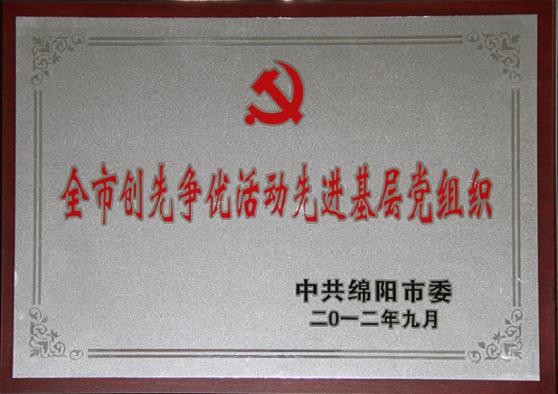 全市创先争优活动先进基层党组织
中共绵阳市委
二0一二年九月